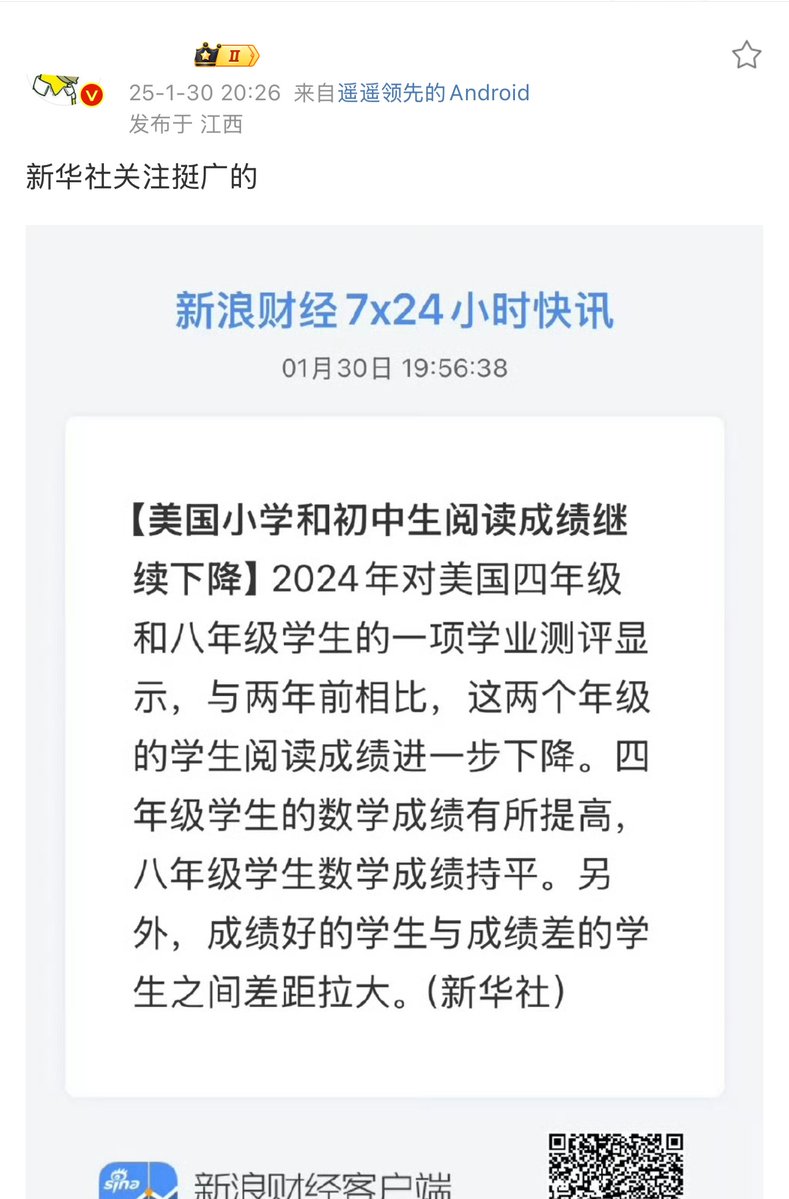 II
V
25-1-30 20:26 来自遥遥领先的Android
发布于 江西
新华社关注挺广的
新浪财经7x24小时快讯
01月30日 19:56:38
【美国小学和初中生阅读成绩继
续下降】2024年对美国四年级
和八年级学生的一项学业测评显
示，与两年前相比，这两个年级
的学生阅读成绩进一步下降。四
年级学生的数学成绩有所提高，
八年级学生数学成绩持平。另
外，成绩好的学生与成绩差的学
生之间差距拉大。（新华社）
sina
新浪财经客户端